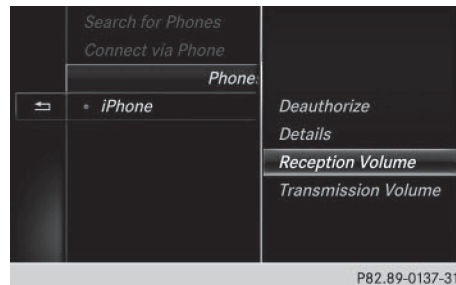 Search for Phones
Connect via Phone
Phone:
• iPhone
Deauthorize
Details
Reception Volume
Transmission Volume
P82.89-0137-31